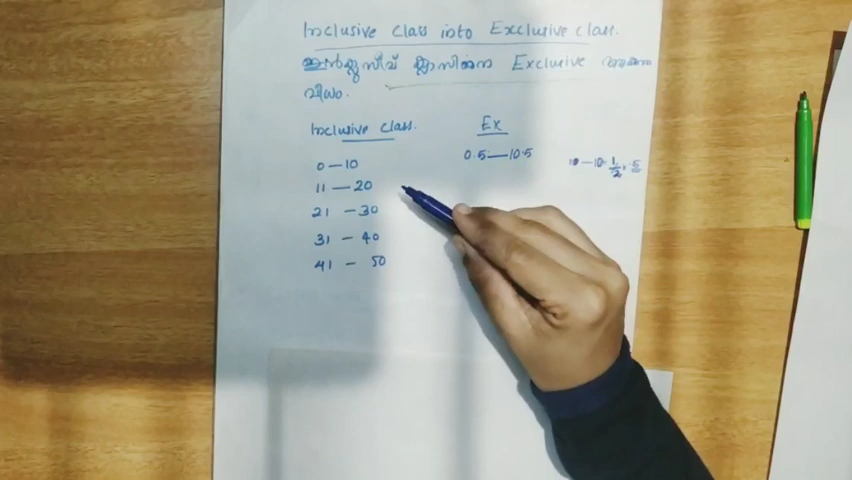 Inclusive class into Exclusive class.
ഇൻക്ലൂസീവ് ക്ലാസിനെ Exclusive
വിധം.
Inclusive class. Ex
0 — 10 0.5 — 10.5
11 — 20
21 — 30
31 — 40
41 — 50